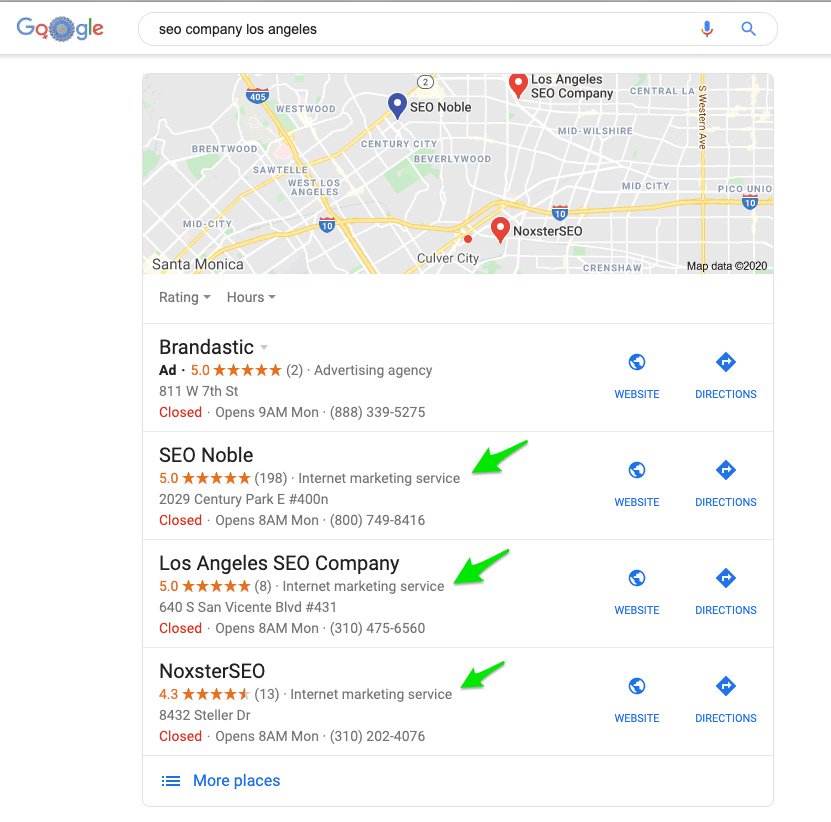 Google
seo company los angeles
2
Los Angeles
SEO Company
CENTRAL LA
S Western Ave
405
WESTWOOD
SEO Noble
MID-WILSHIRE
BRENTWOOD
CENTURY CITY
BEVERLYWOOD
SAWTELLE
WEST LOS
ANGELES
MID CITY
PICO UNIO
10
10
10
MID-CITY
NoxsterSEO
Santa Monica
Culver City
CRENSHAW
Map data ©2020
Rating
Hours
Brandastic
Ad · 5.0 ★★★★★ (2) · Advertising agency
811 W 7th St
Closed · Opens 9AM Mon · (888) 339-5275
WEBSITE
DIRECTIONS
SEO Noble
5.0 ★★★★★ (198) · Internet marketing service
2029 Century Park E #400n
Closed · Opens 8AM Mon · (800) 749-8416
WEBSITE
DIRECTIONS
Los Angeles SEO Company
5.0 ★★★★★ (8) · Internet marketing service
640 S San Vicente Blvd #431
Closed · Opens 8AM Mon · (310) 475-6560
WEBSITE
DIRECTIONS
NoxsterSEO
4.3 ★★★★★ (13) · Internet marketing service
8432 Steller Dr
Closed · Opens 8AM Mon · (310) 202-4076
WEBSITE
DIRECTIONS
More places